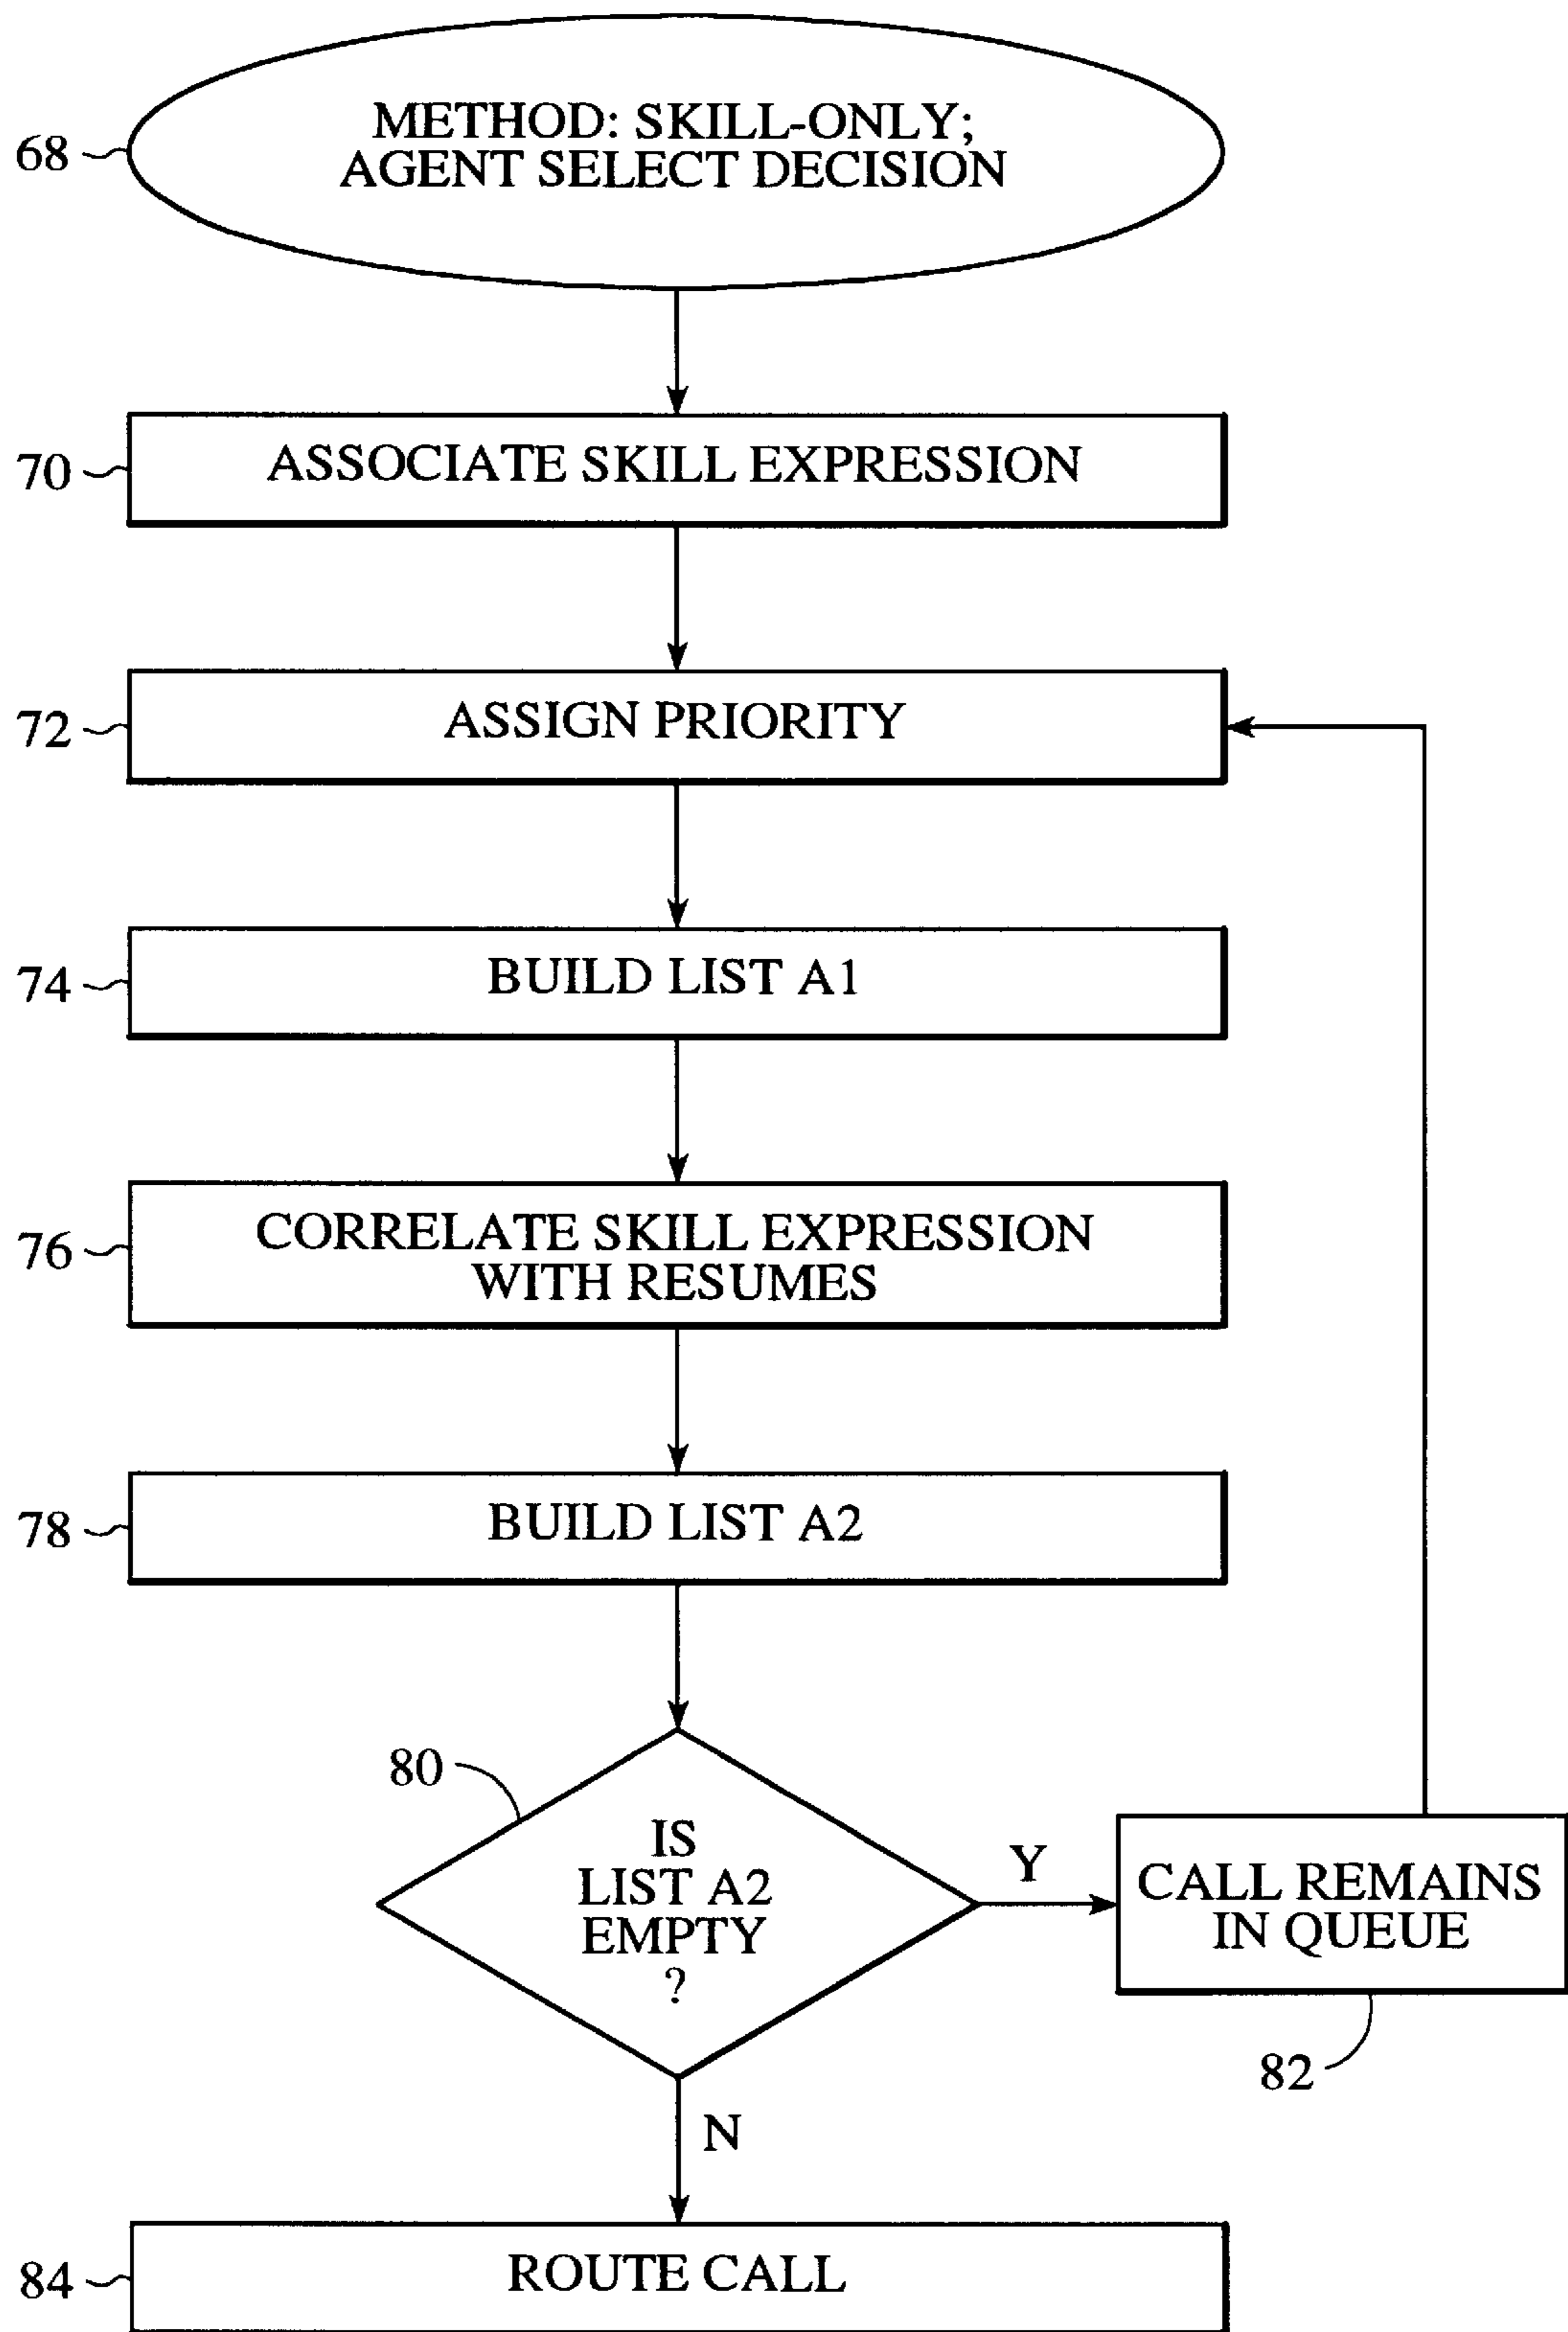 METHOD: SKILL-ONLY;
68 AGENT SELECT DECISION
70 ASSOCIATE SKILL EXPRESSION
72 ASSIGN PRIORITY
74 BUILD LIST A1
76 CORRELATE SKILL EXPRESSION
WITH RESUMES
78 BUILD LIST A2
80
IS
LIST A2
EMPTY
?
Y
CALL REMAINS
IN QUEUE
82
N
84 ROUTE CALL